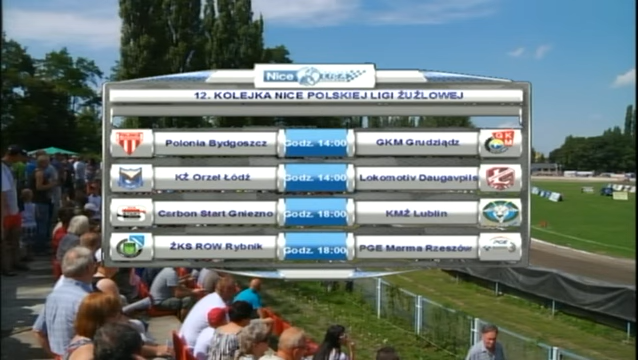 Nice
12. KOLEJKA NICE POLSKIEJ LIGI ŻUŻLOWEJ
Polonia Bydgoszcz Godz. 14:00 GKM Grudziądz
KŻ Orzeł Łódź Godz. 14:00 Lokomotiv Daugavpils
Carbon Start Gniezno Godz. 18:00 KMŻ Lublin
ŻKS ROW Rybnik Godz. 18:00 PGE Marma Rzeszów